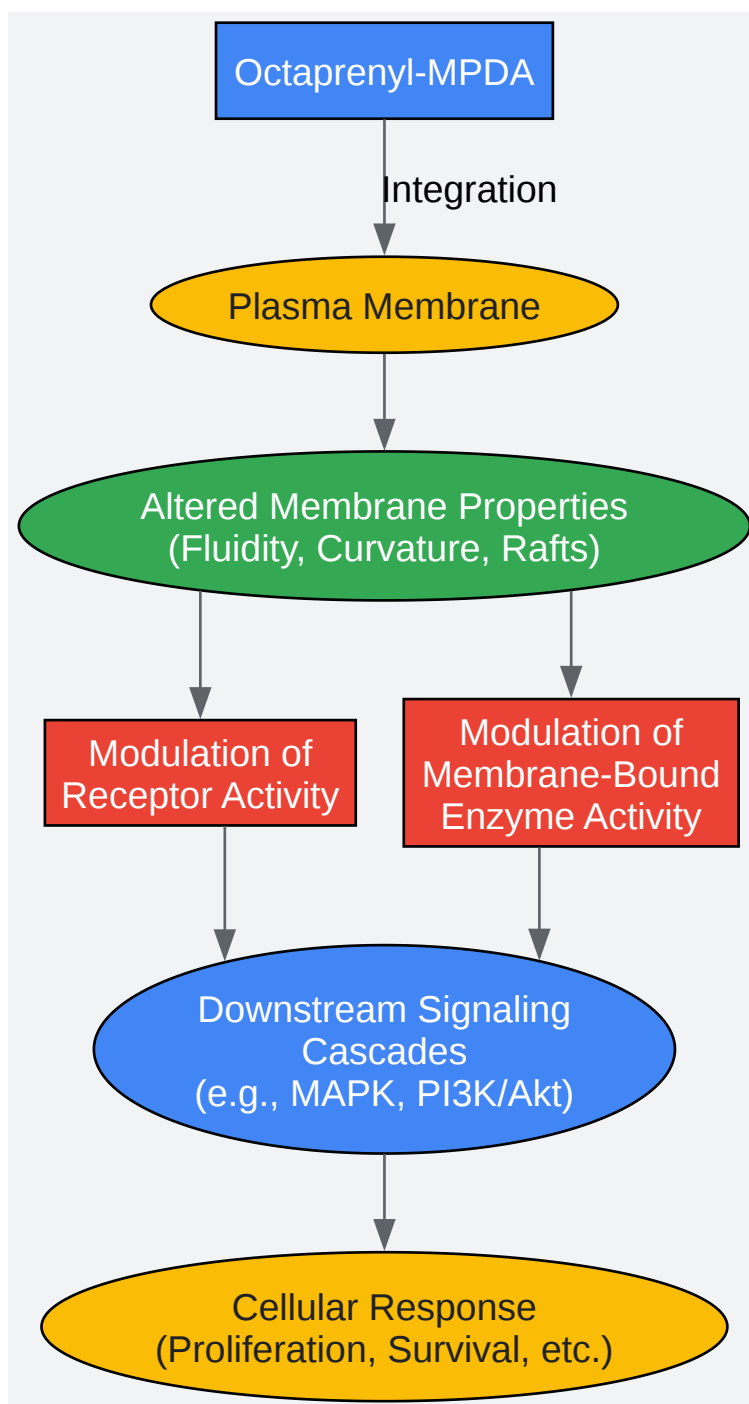 Octaprenyl-MPDA
Integration
Plasma Membrane
Altered Membrane Properties
(Fluidity, Curvature, Rafts)
Modulation of
Receptor Activity
Modulation of
Membrane-Bound
Enzyme Activity
Downstream Signaling
Cascades
(e.g., MAPK, PI3K/Akt)
Cellular Response
(Proliferation, Survival, etc.)